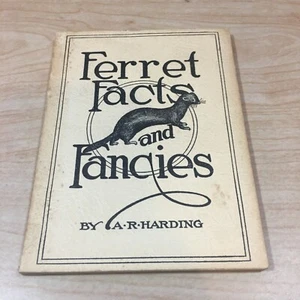 Ferret
Facts
and
Fancies
BY A·R·HARDING